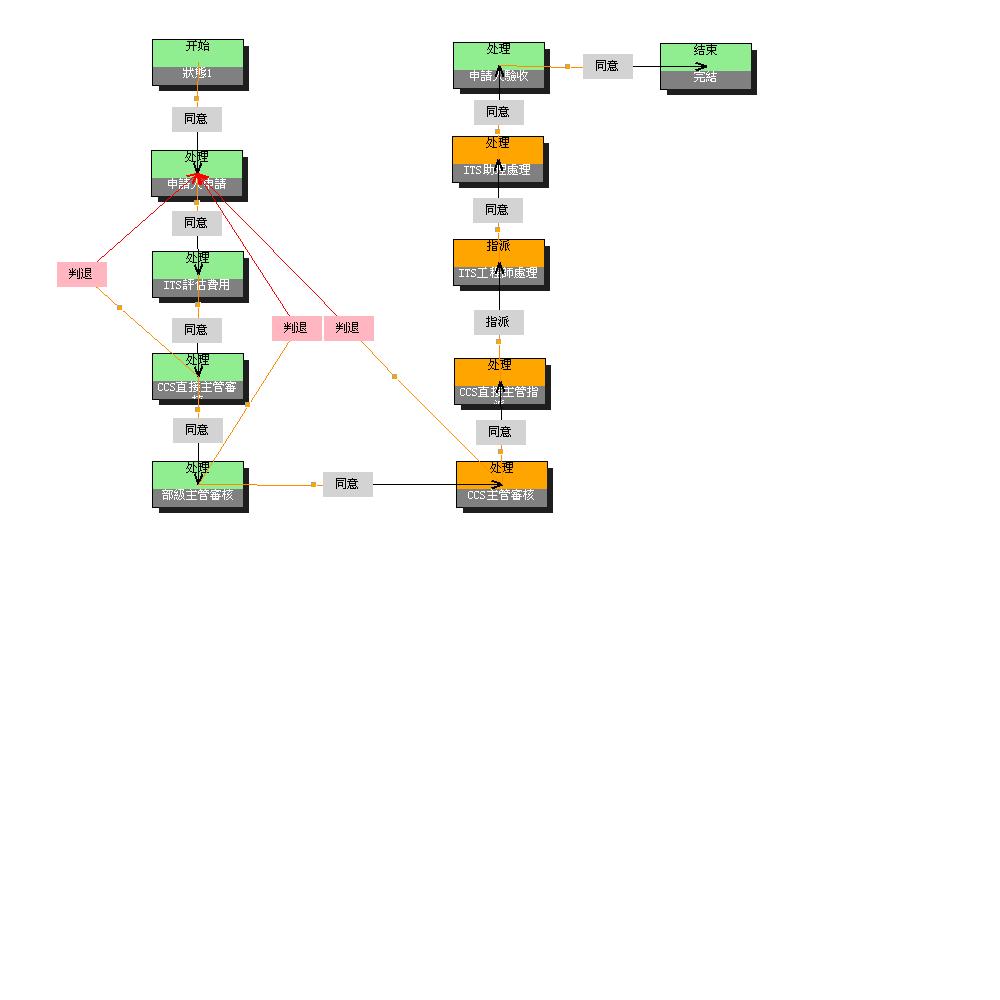 开始
狀態1
同意
处理
申請人申請
同意
处理
ITS評估費用
同意
处理
CCS直接主管審
同意
处理
部級主管審核
判退
判退
判退
同意
处理
CCS主管審核
同意
处理
CCS直接主管指
指派
指派
ITS工程師處理
同意
处理
ITS助理處理
同意
处理
申請人驗收
同意
结束
完結